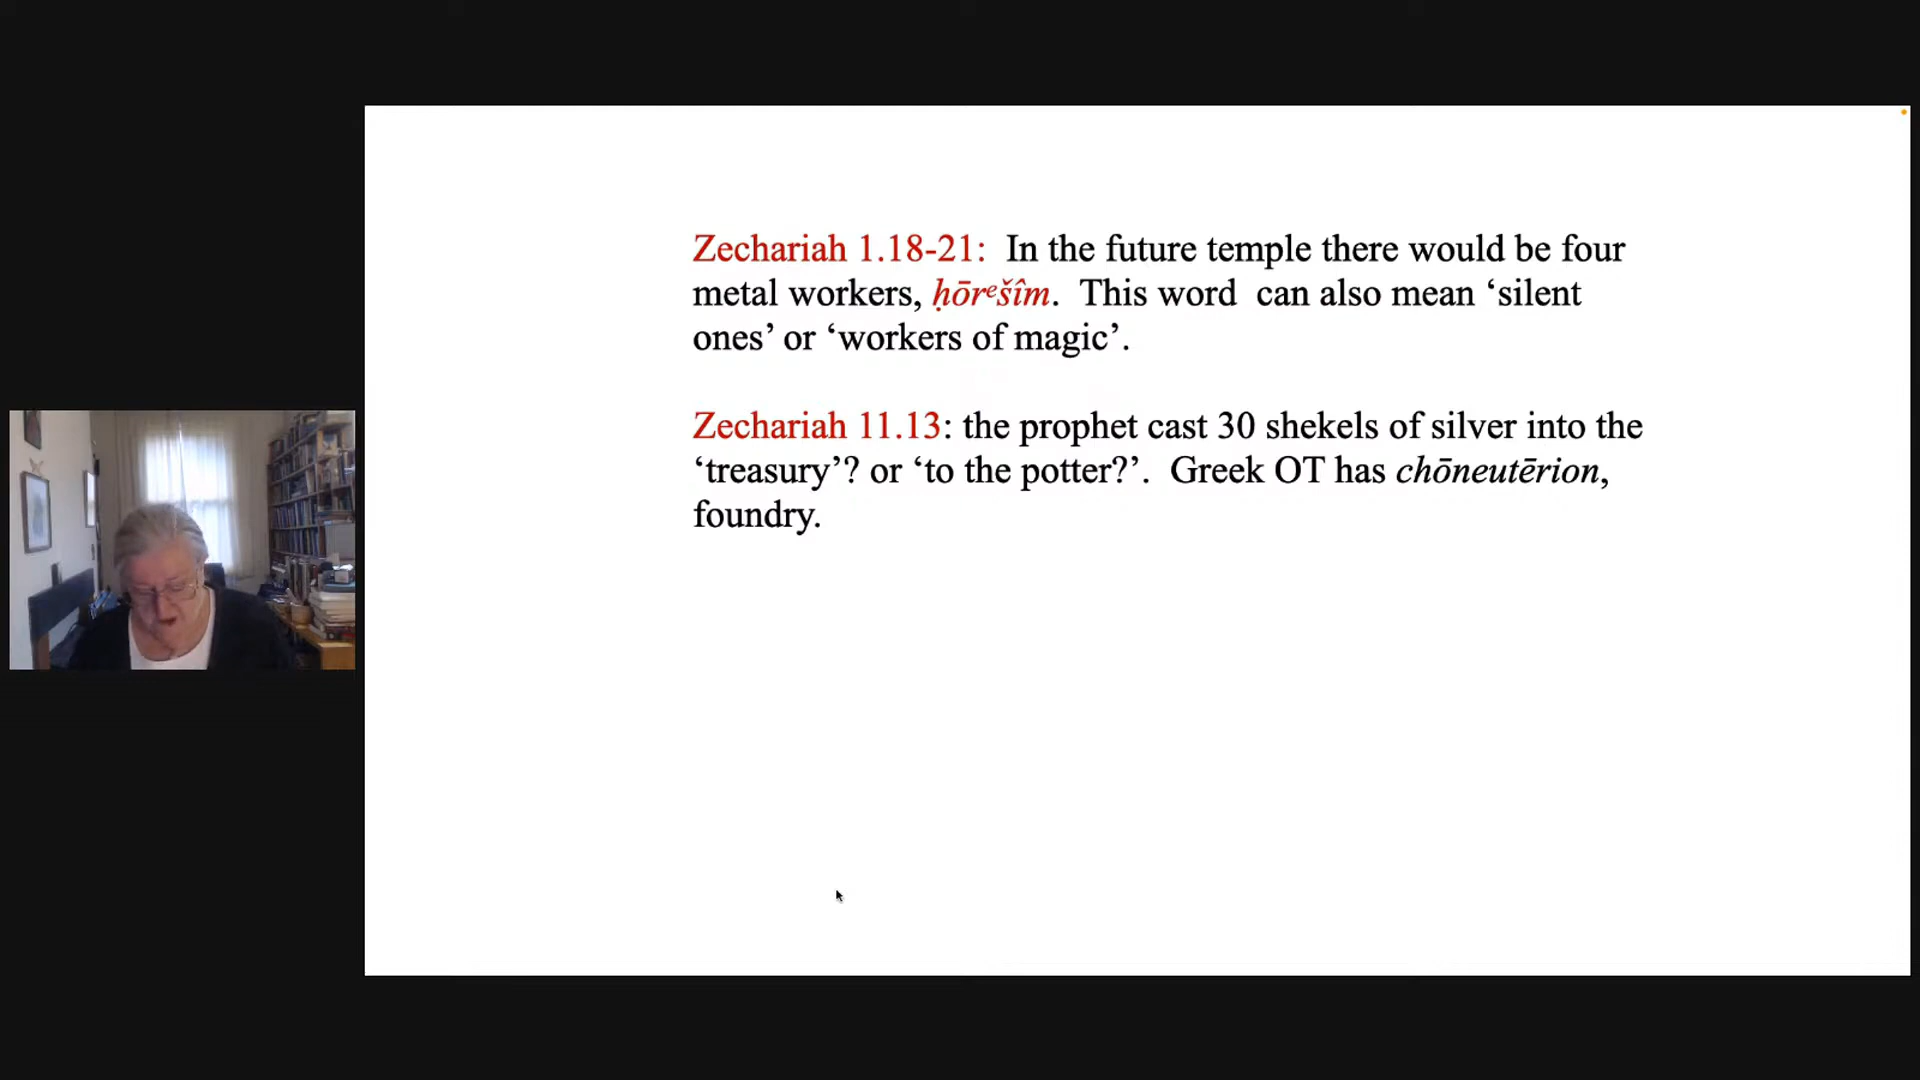 Zechariah 1.18-21:  In the future temple there would be four
metal workers, ḥōrᵉšîm.  This word  can also mean ‘silent
ones’ or ‘workers of magic’.
Zechariah 11.13: the prophet cast 30 shekels of silver into the
‘treasury’? or ‘to the potter?’.  Greek OT has chōneutērion,
foundry.